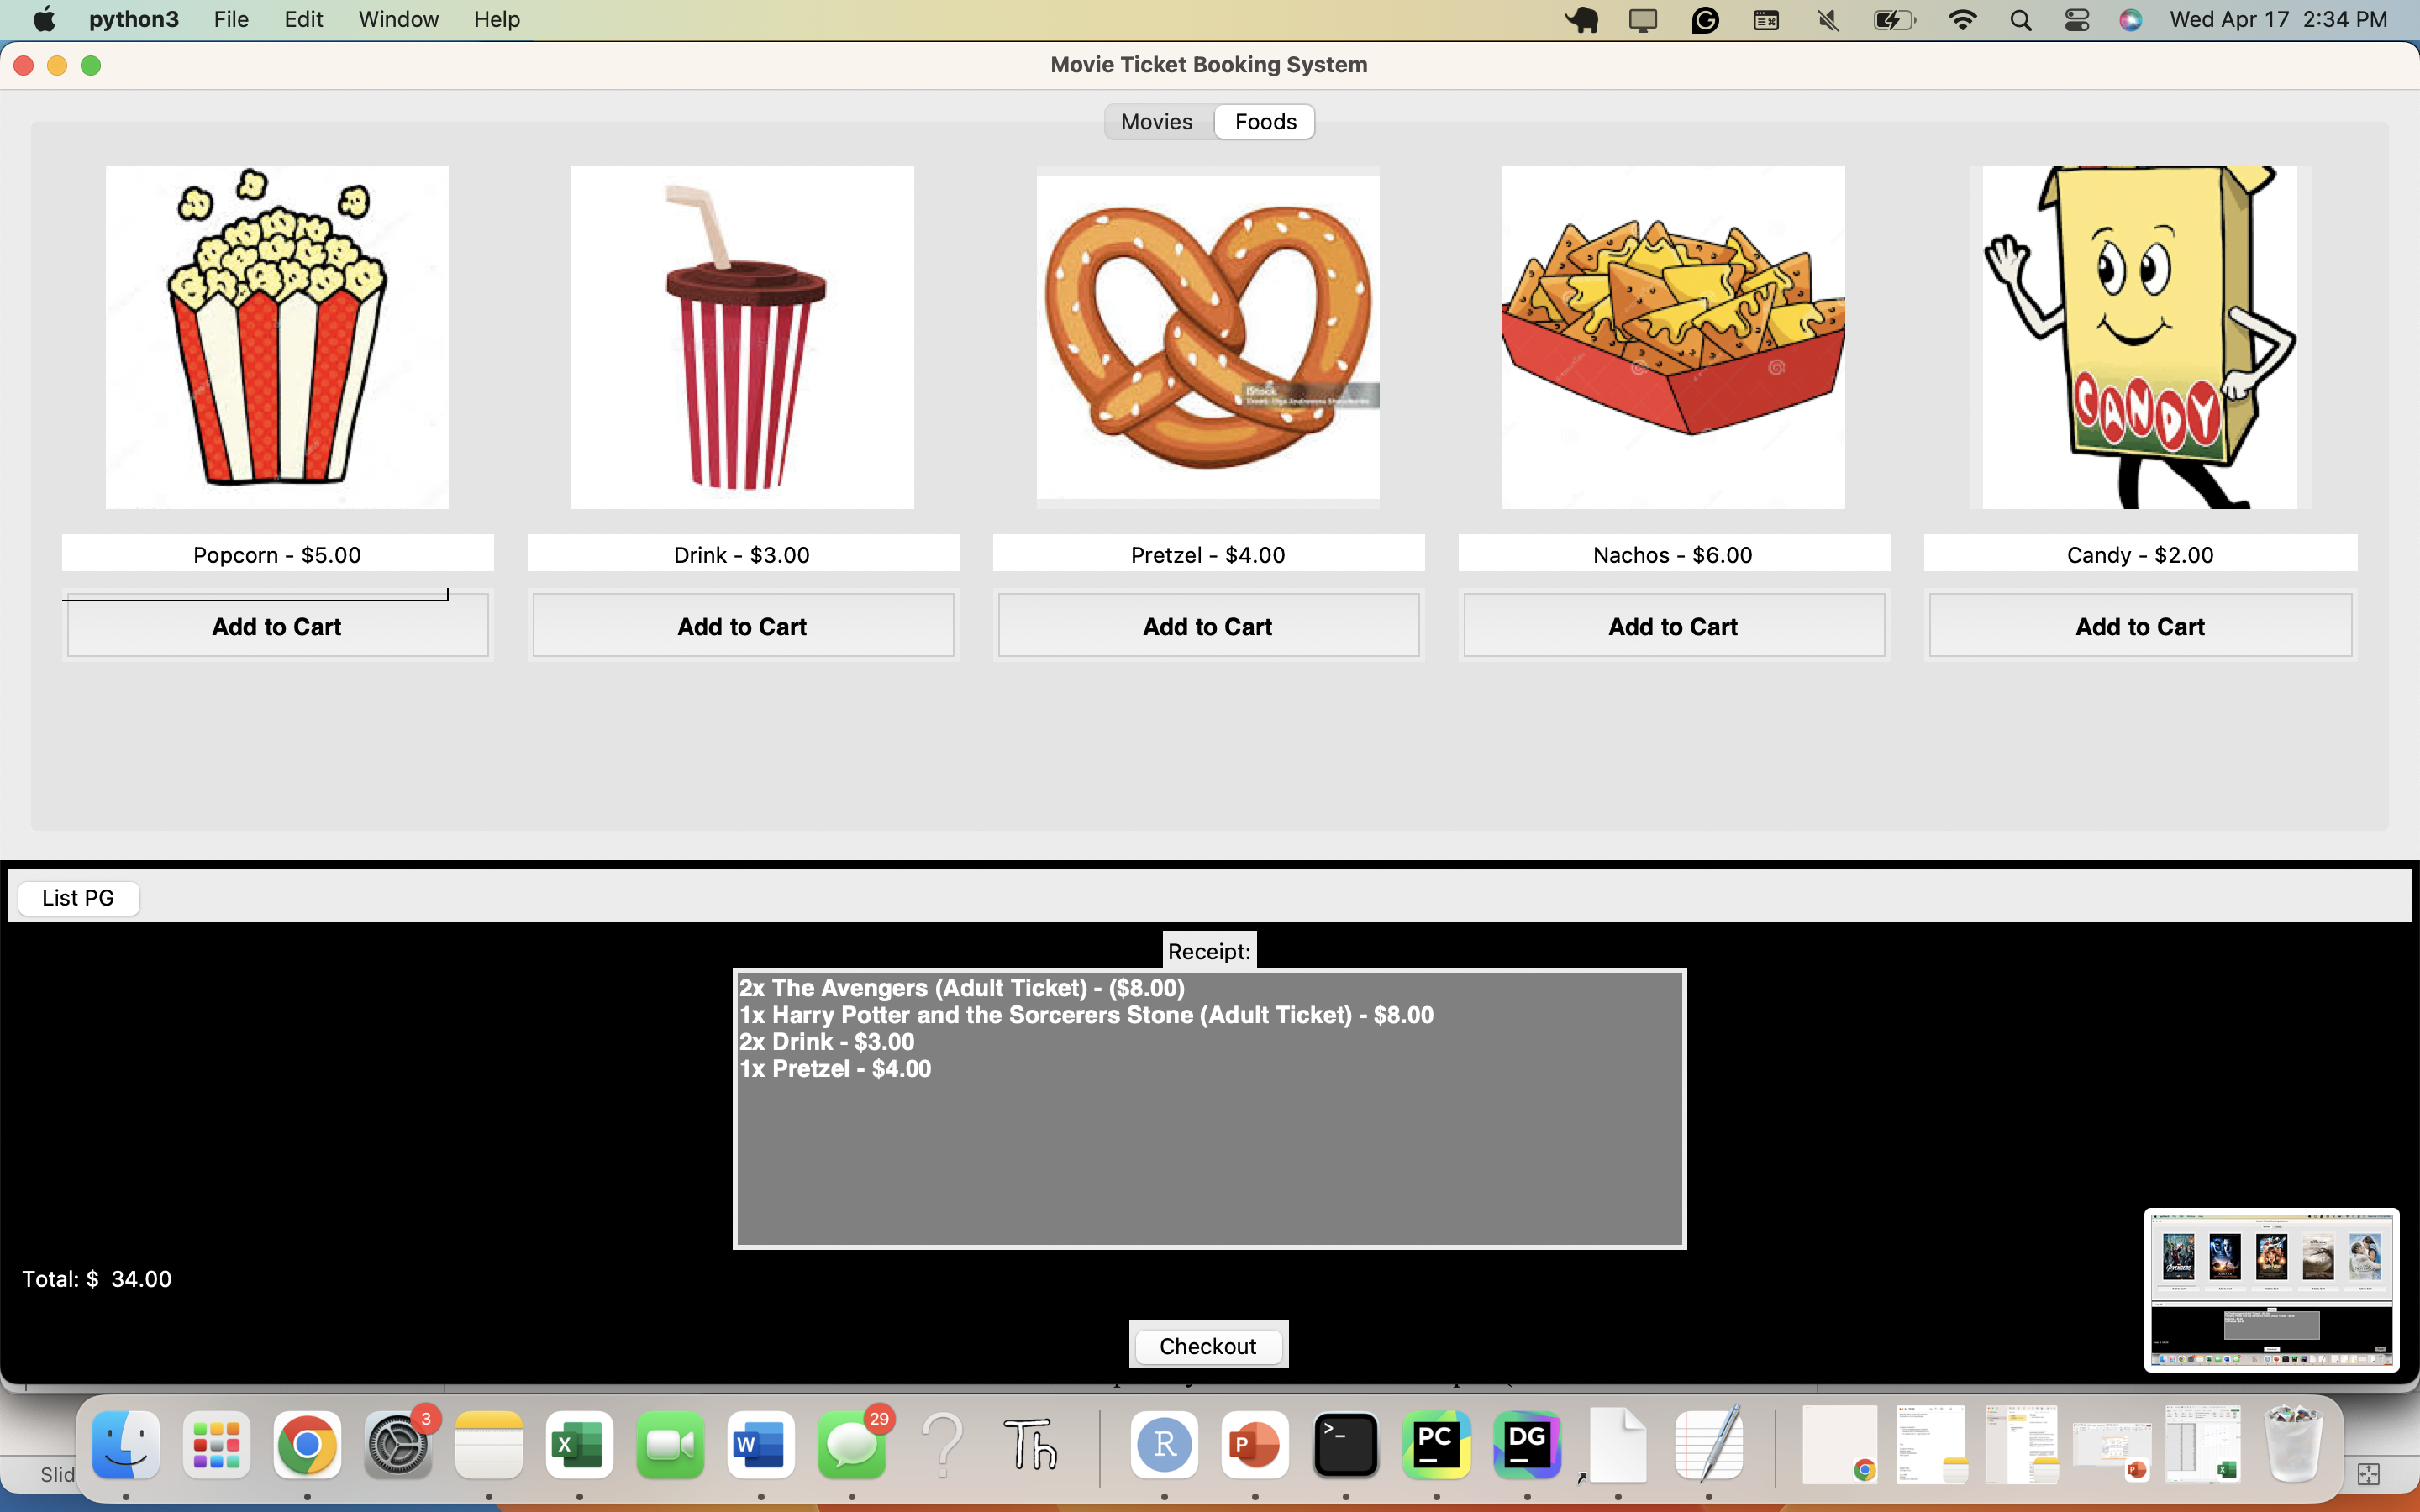 python3 File Edit Window Help Wed Apr 17 2:34 PM
Movie Ticket Booking System
Movies Foods
iStock
CANDY
Popcorn - $5.00 Drink - $3.00 Pretzel - $4.00 Nachos - $6.00 Candy - $2.00
Add to Cart Add to Cart Add to Cart Add to Cart Add to Cart
List PG
Receipt:
2x The Avengers (Adult Ticket) - ($8.00)
1x Harry Potter and the Sorcerers Stone (Adult Ticket) - $8.00
2x Drink - $3.00
1x Pretzel - $4.00
Total: $ 34.00
Checkout
3 29
X W ? Th R P >_ PC DG
Slid